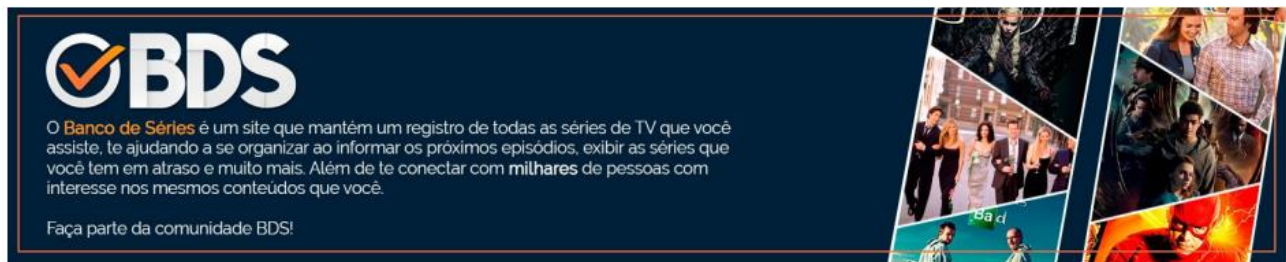 BDS
O Banco de Séries é um site que mantém um registro de todas as séries de TV que você
assiste, te ajudando a se organizar ao informar os próximos episódios, exibir as séries que
você tem em atraso e muito mais. Além de te conectar com milhares de pessoas com
interesse nos mesmos conteúdos que você.
Faça parte da comunidade BDS!
Bad